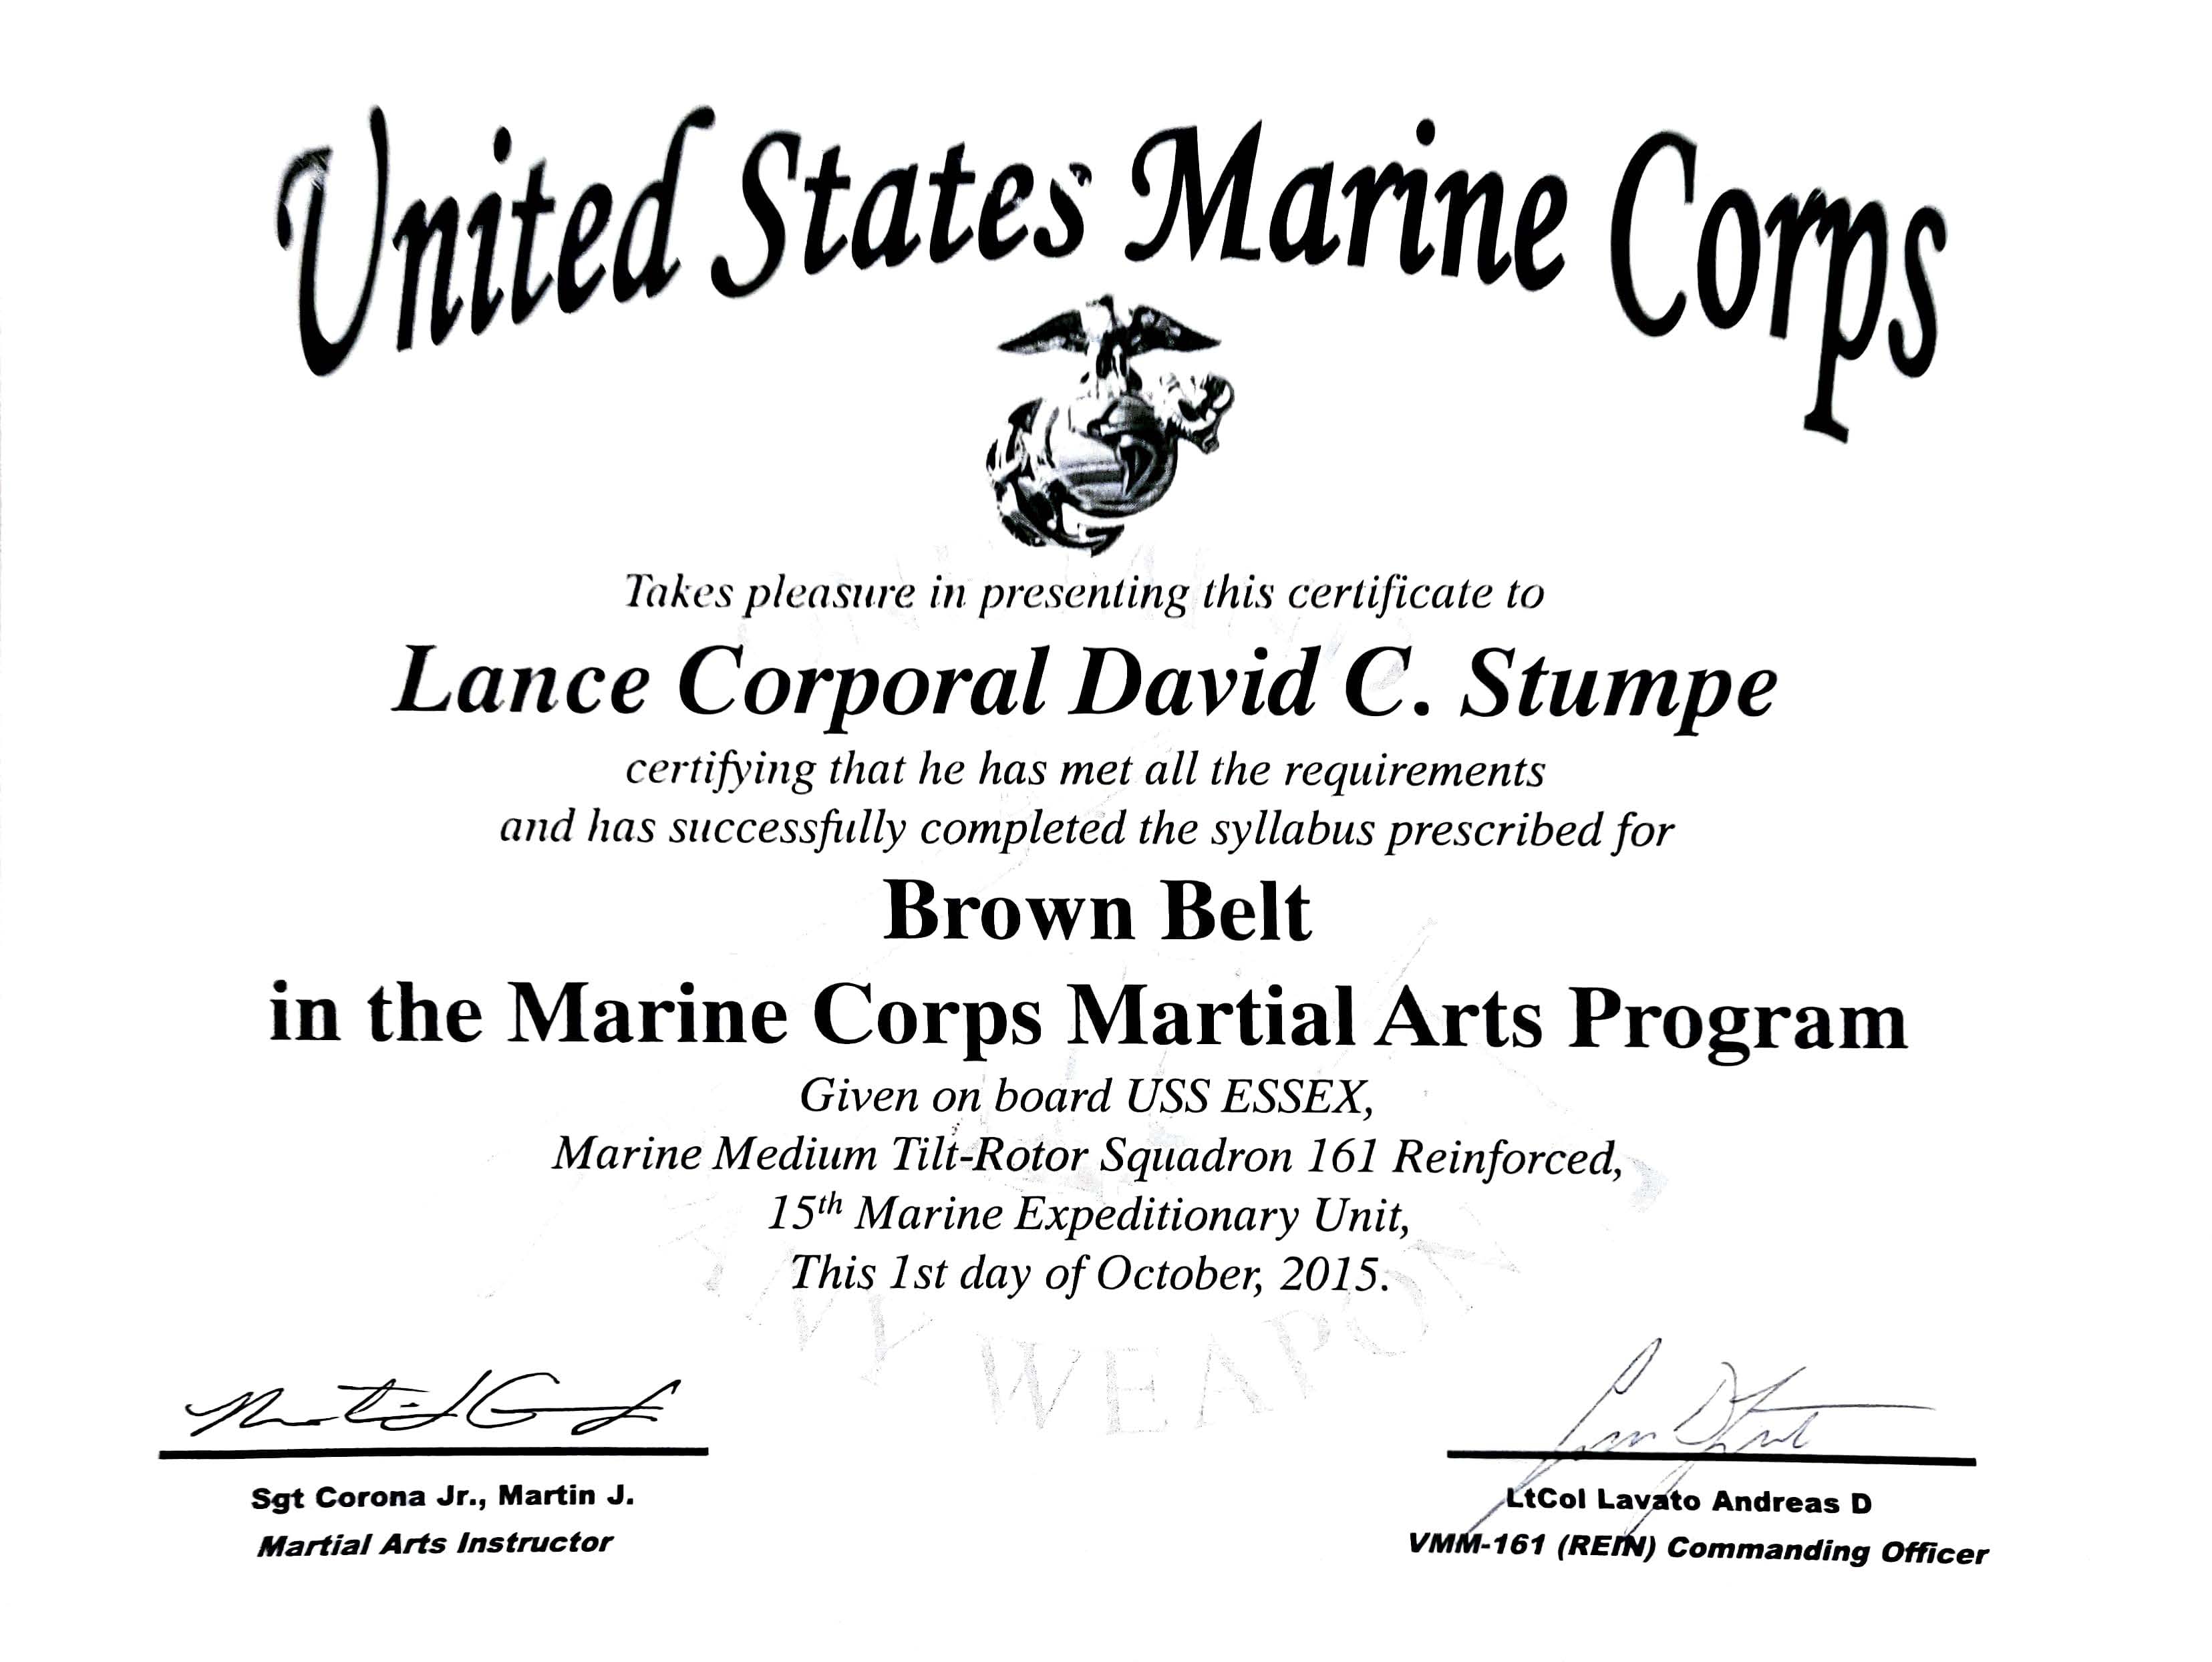 United States Marine Corps
Takes pleasure in presenting this certificate to
Lance Corporal David C. Stumpe
certifying that he has met all the requirements
and has successfully completed the syllabus prescribed for
Brown Belt
in the Marine Corps Martial Arts Program
Given on board USS ESSEX,
Marine Medium Tilt-Rotor Squadron 161 Reinforced,
15th Marine Expeditionary Unit,
This 1st day of October, 2015.
ANY WEAPON
Sgt Corona Jr., Martin J.
Martial Arts Instructor
LtCol Lavato Andreas D
VMM-161 (REIN) Commanding Officer